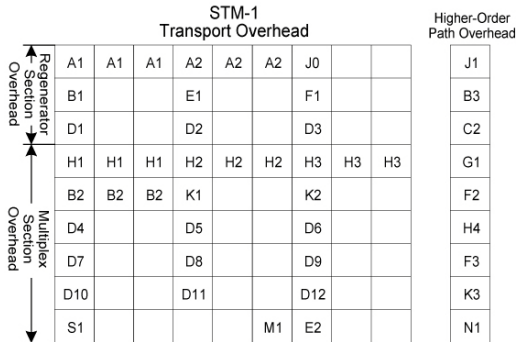 STM-1
Transport Overhead
Higher-Order
Path Overhead
Regenerator
Section
Overhead
A1 A1 A1 A2 A2 A2 J0
J1
B1 E1 F1
B3
D1 D2 D3
C2
Multiplex
Section
Overhead
H1 H1 H1 H2 H2 H2 H3 H3 H3
G1
B2 B2 B2 K1 K2
F2
D4 D5 D6
H4
D7 D8 D9
F3
D10 D11 D12
K3
S1 M1 E2
N1